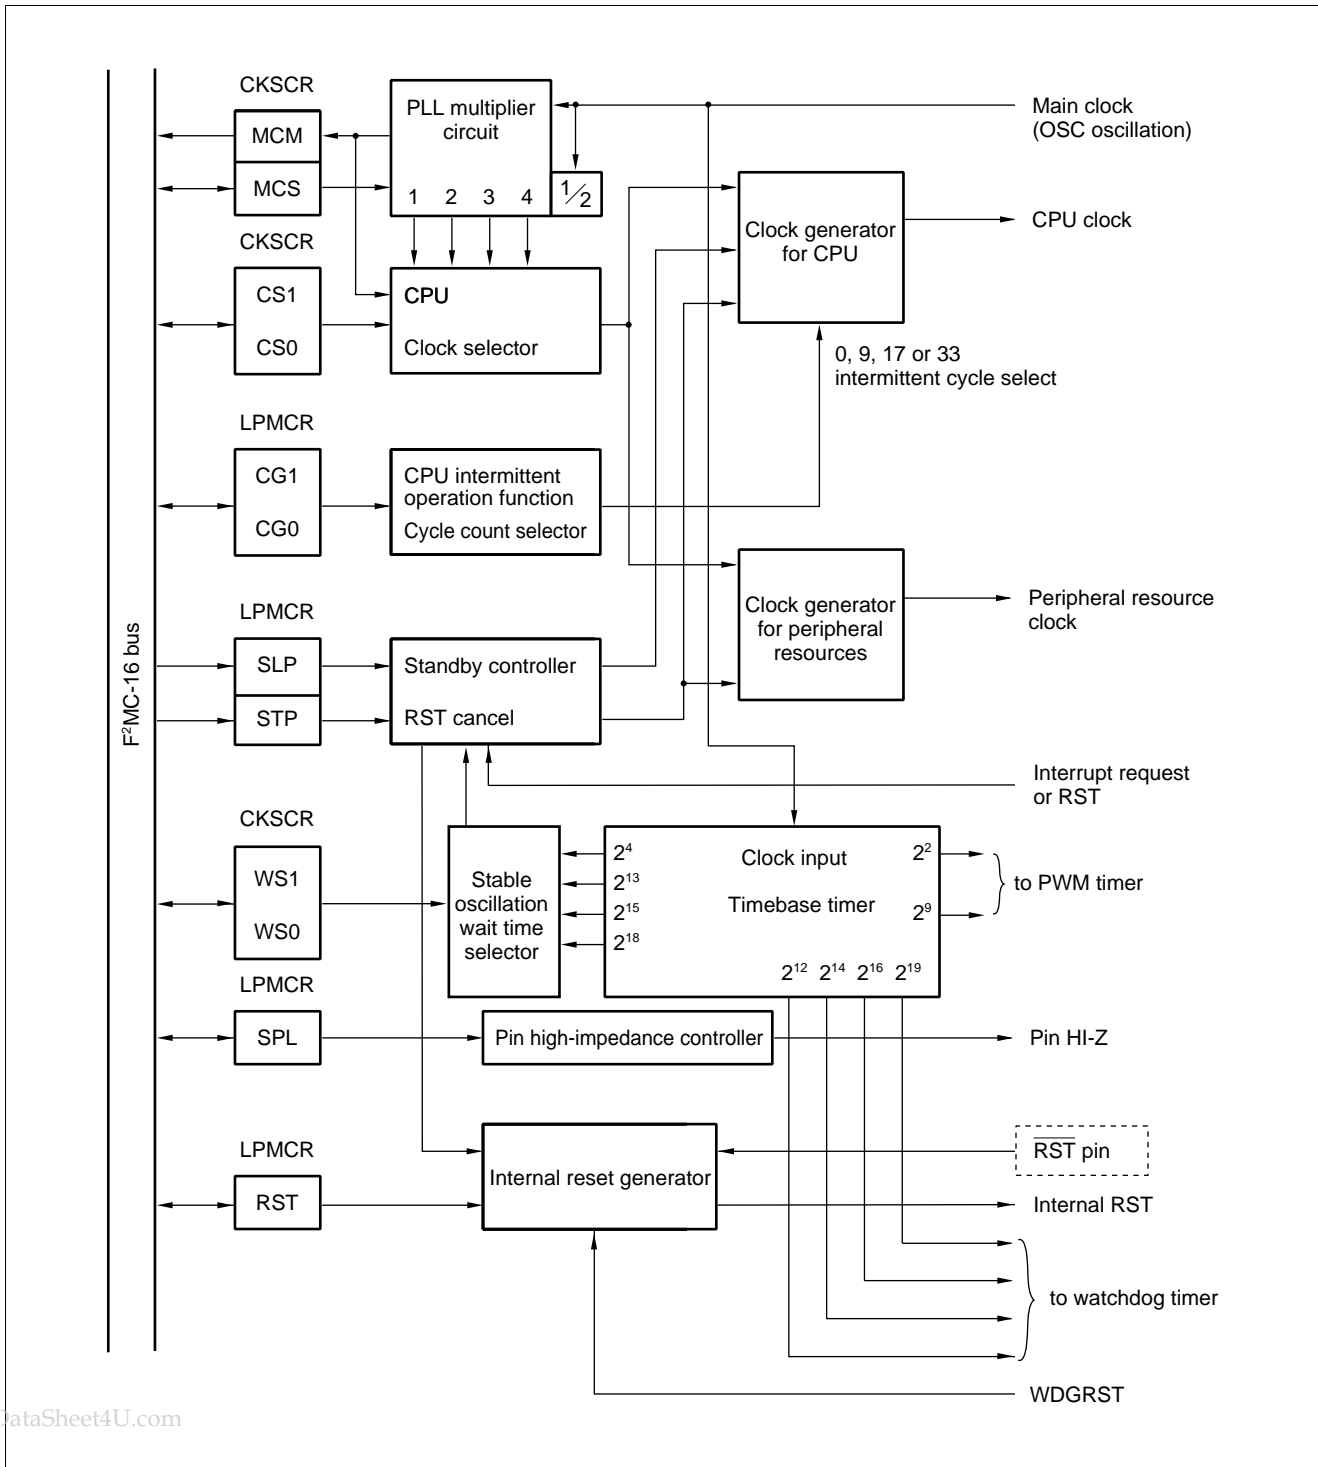 CKSCR
PLL multiplier
circuit
Main clock
(OSC oscillation)
MCM
MCS
1 2 3 4
1/2
Clock generator
for CPU
CPU clock
CKSCR
CS1
CS0
CPU
Clock selector
0, 9, 17 or 33
intermittent cycle select
LPMCR
CG1
CG0
CPU intermittent
operation function
Cycle count selector
Clock generator
for peripheral
resources
Peripheral resource
clock
LPMCR
SLP
STP
Standby controller
RST cancel
F²MC-16 bus
Interrupt request
or RST
CKSCR
WS1
WS0
Stable
oscillation
wait time
selector
2⁴
2¹³
2¹⁵
2¹⁸
Clock input
Timebase timer
2²
2⁹
to PWM timer
2¹² 2¹⁴ 2¹⁶ 2¹⁹
LPMCR
SPL
Pin high-impedance controller
Pin HI-Z
LPMCR
RST
Internal reset generator
RST pin
Internal RST
to watchdog timer
WDGRST
DataSheet4U.com